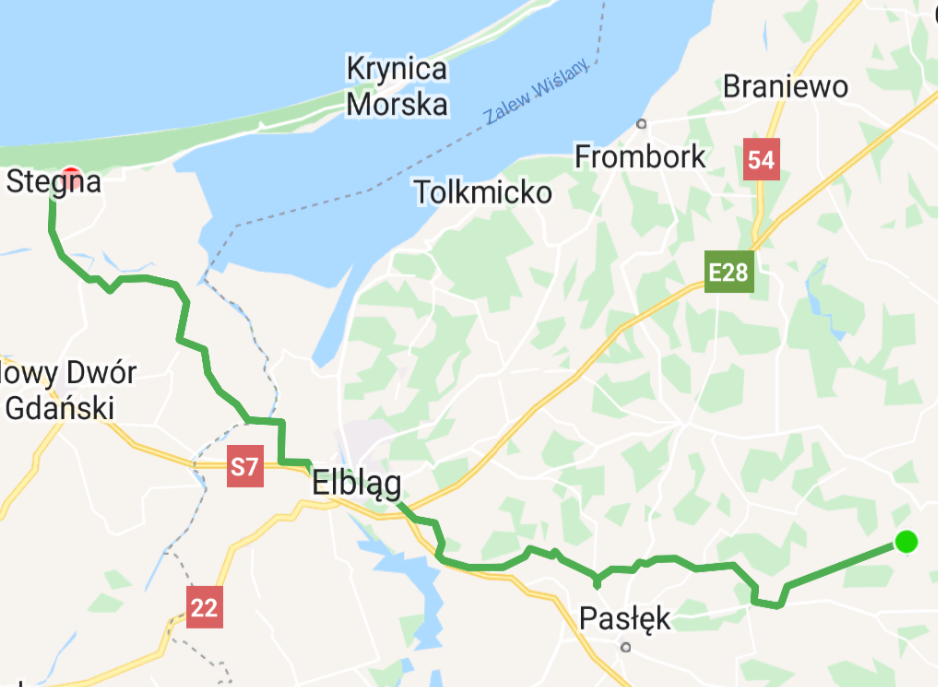 Krynica
Morska
Zalew Wiślany
Braniewo
54
Frombork
Stegna
Tolkmicko
E28
lowy Dwór
Gdański
S7
Elbląg
22
Pasłęk